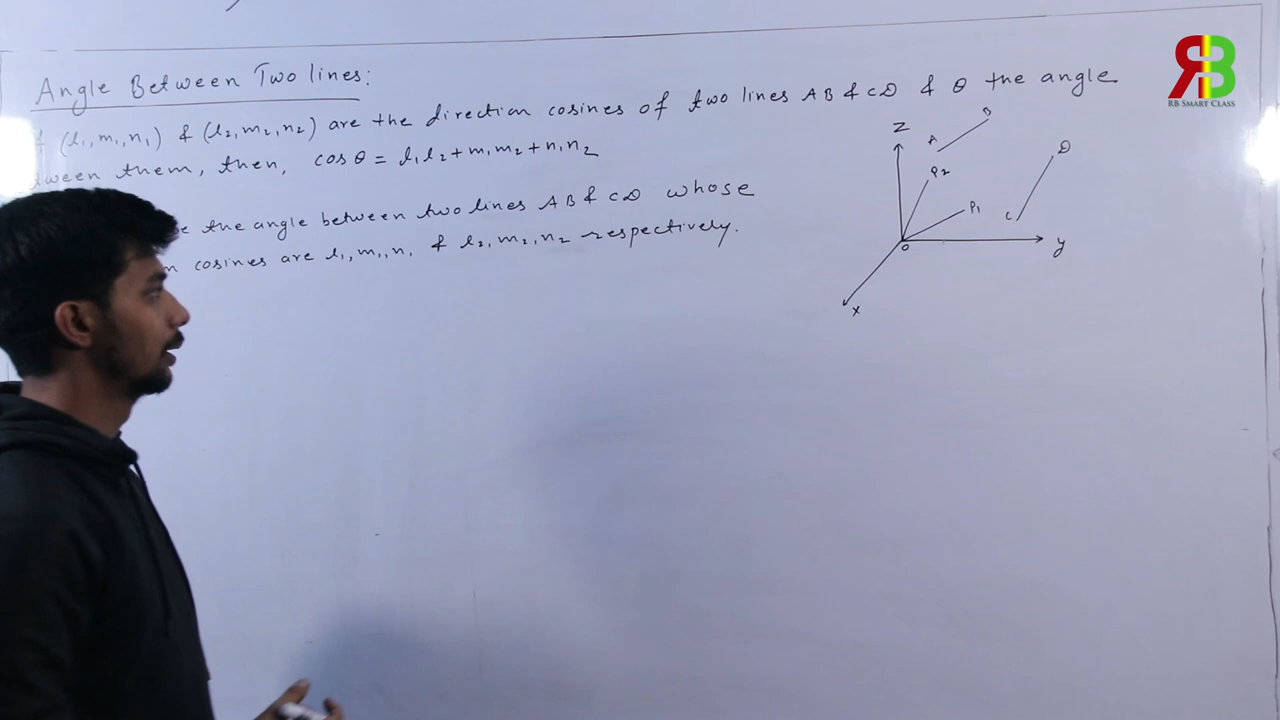 Angle Between Two lines:
(l₁,m₁,n₁) & (l₂,m₂,n₂) are the direction cosines of two lines AB & CD & θ the angle
them, then, cosθ = l₁l₂+m₁m₂+n₁n₂
the angle between two lines AB & CD whose
cosines are l₁,m₁,n₁ & l₂,m₂,n₂ respectively.
Z
A
B
P2
P1
C
D
O
y
x
RB
RB SMART CLASS